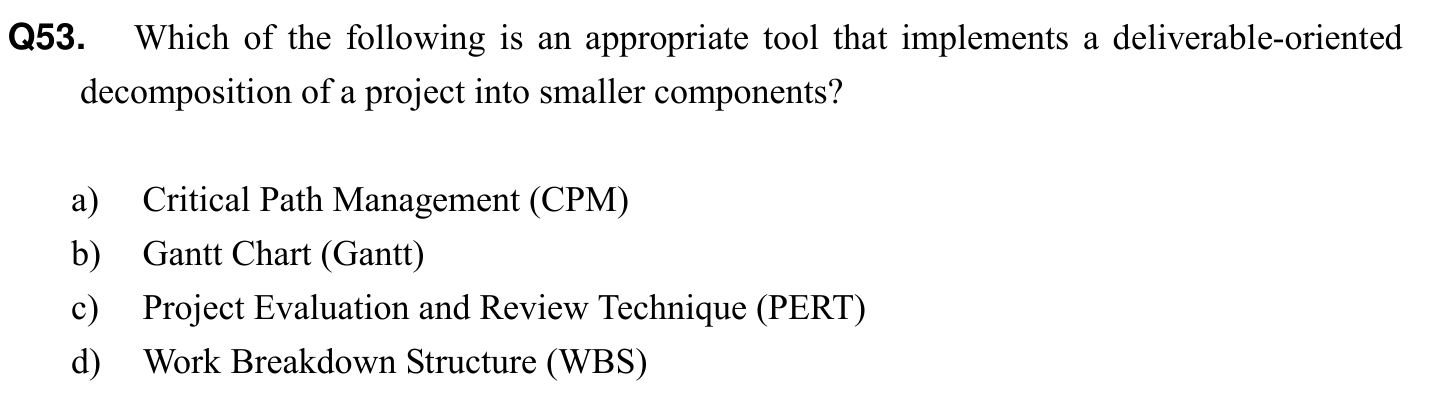 Q53. Which of the following is an appropriate tool that implements a deliverable-oriented
decomposition of a project into smaller components?
a) Critical Path Management (CPM)
b) Gantt Chart (Gantt)
c) Project Evaluation and Review Technique (PERT)
d) Work Breakdown Structure (WBS)